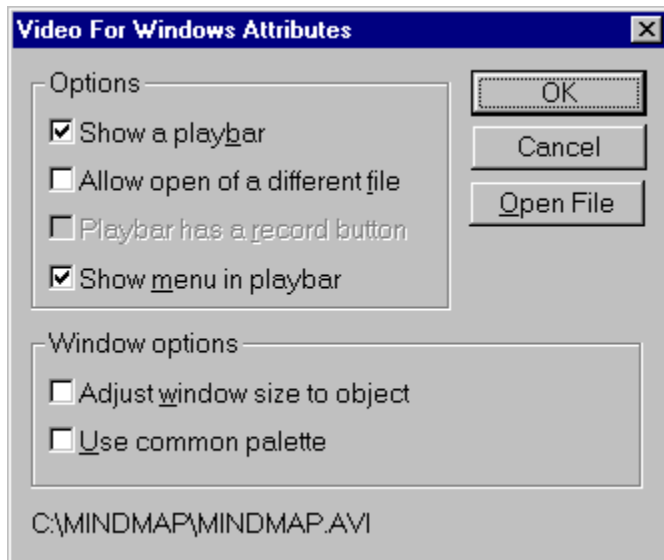 Video For Windows Attributes
Options
Show a playbar
Allow open of a different file
Playbar has a record button
Show menu in playbar
OK
Cancel
Open File
Window options
Adjust window size to object
Use common palette
C:\MINDMAP\MINDMAP.AVI